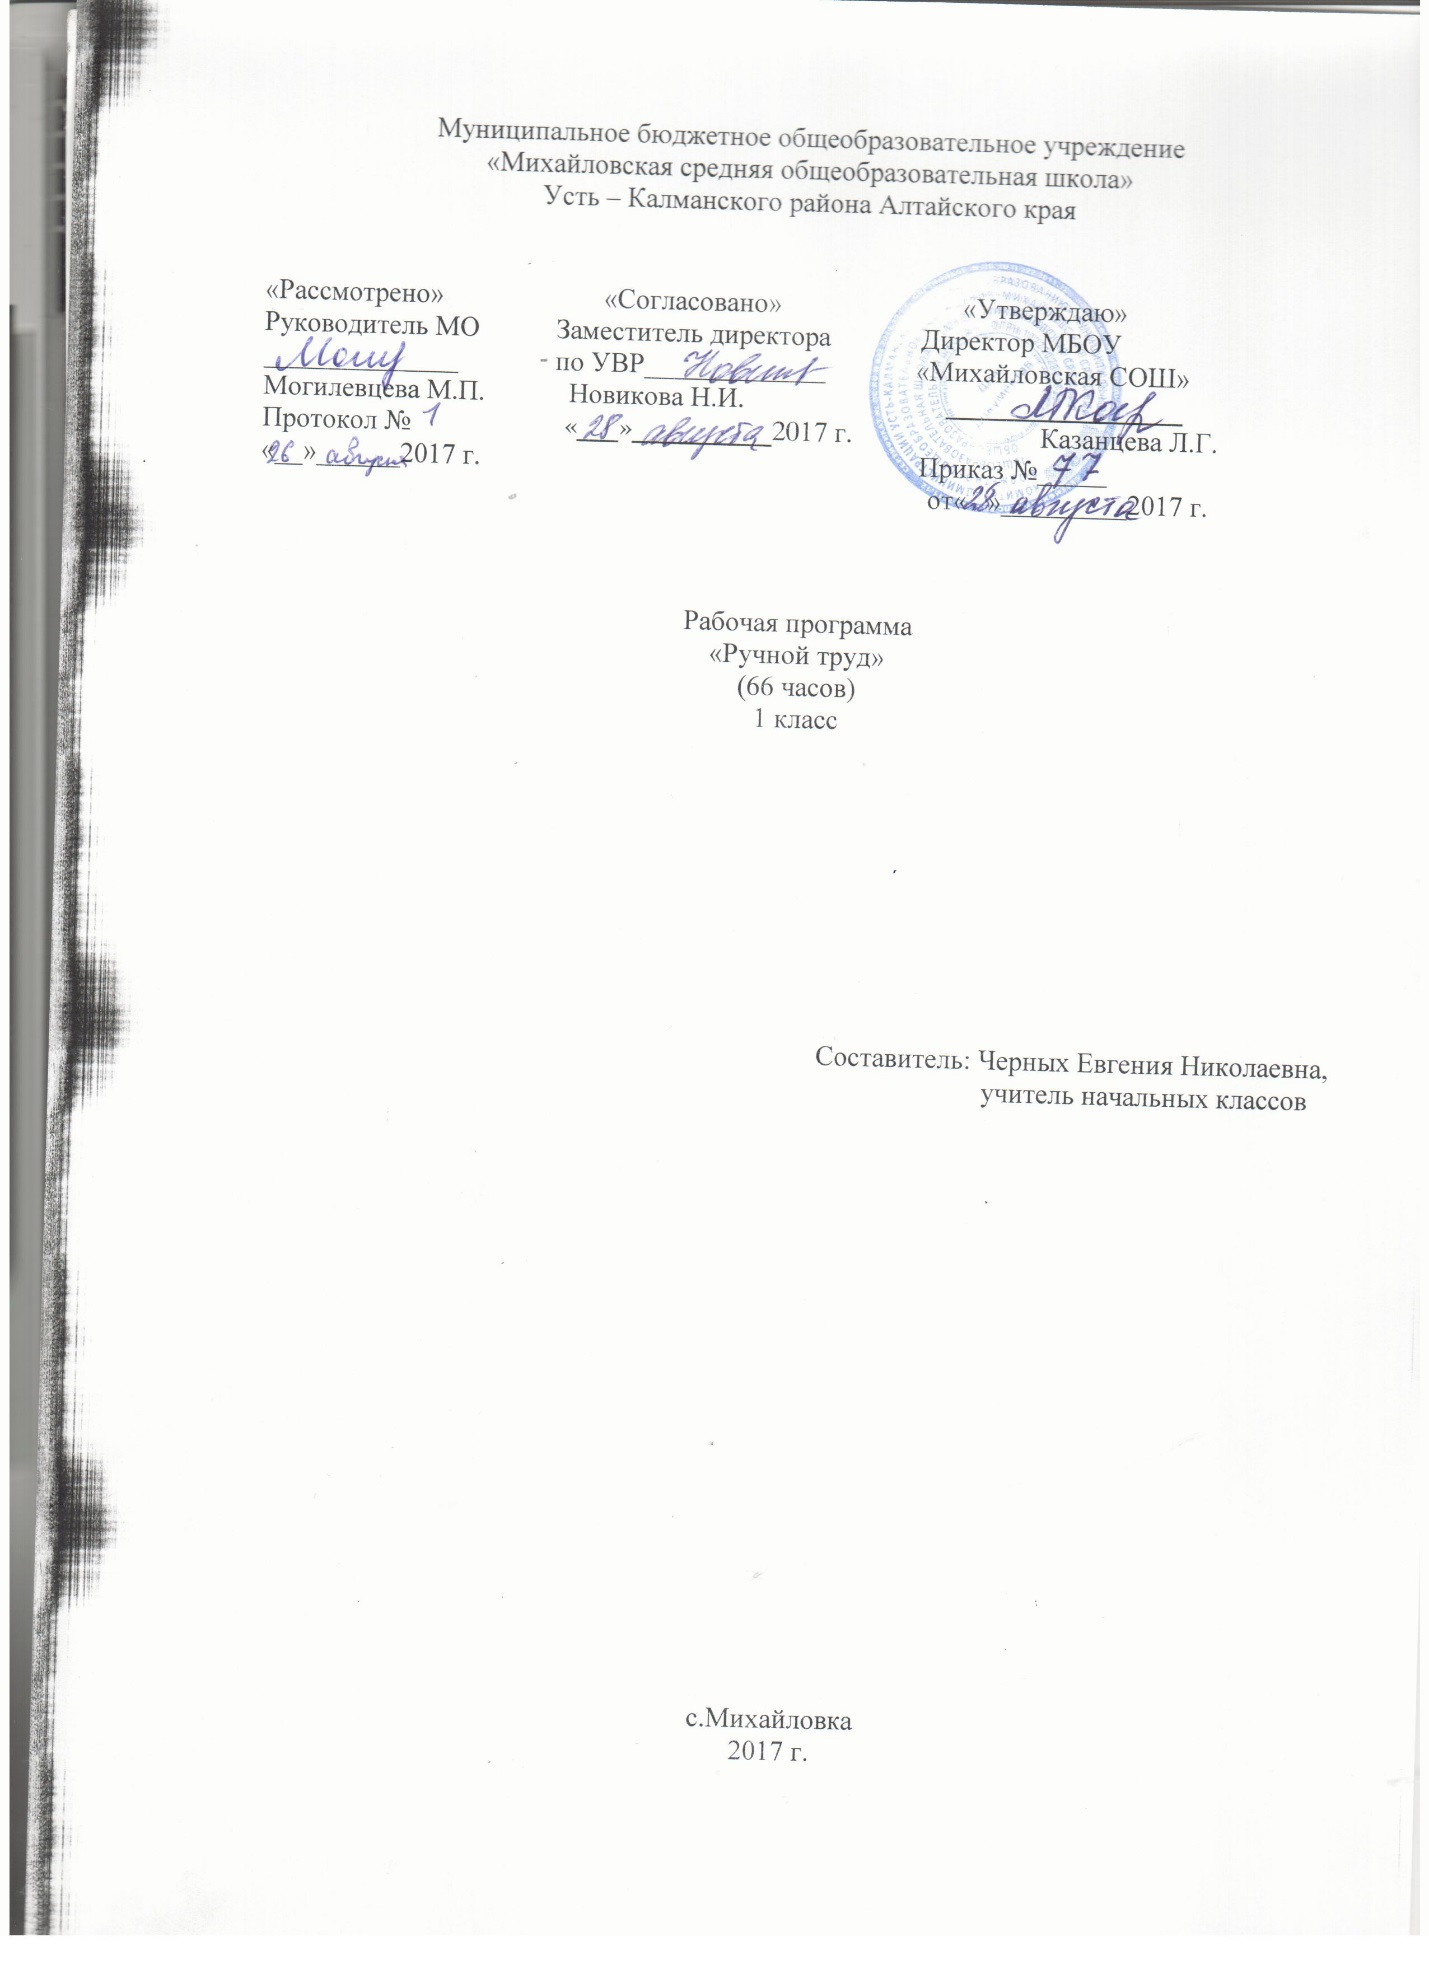 Муниципальное бюджетное общеобразовательное учреждение
«Михайловская средняя общеобразовательная школа»
Усть – Калманского района Алтайского края
«Рассмотрено»
Руководитель МО
Могилевцева М.П.
Протокол № 1
«26» августа 2017 г.
«Согласовано»
Заместитель директора
по УВР
Новикова Н.И.
«28» августа 2017 г.
«Утверждаю»
Директор МБОУ
«Михайловская СОШ»
Казанцева Л.Г.
Приказ № 77
от«28» августа 2017 г.
Рабочая программа
«Ручной труд»
(66 часов)
1 класс
Составитель: Черных Евгения Николаевна,
учитель начальных классов
с.Михайловка
2017 г.